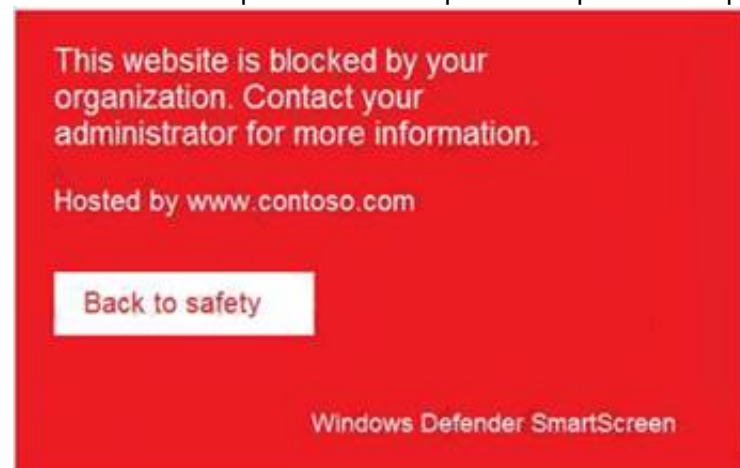 This website is blocked by your
organization. Contact your
administrator for more information.
Hosted by www.contoso.com
Back to safety
Windows Defender SmartScreen